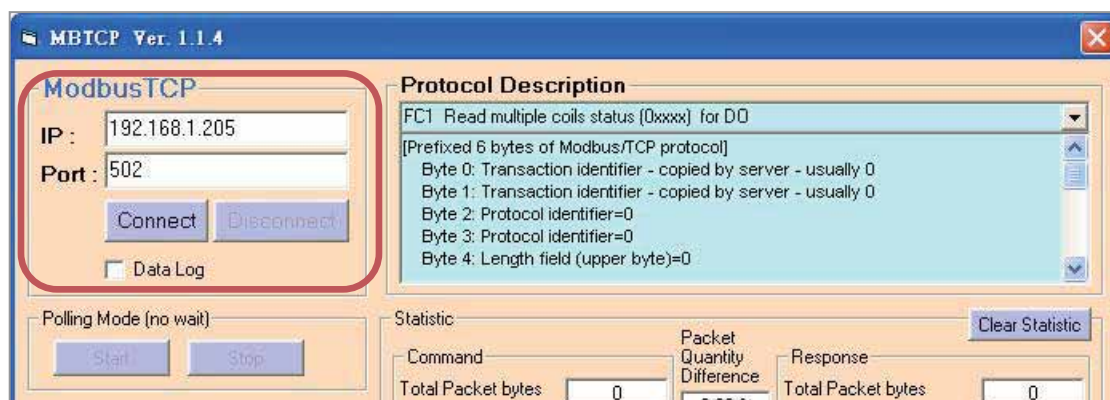 MBTCP Ver. 1.1.4
ModbusTCP
IP :
192.168.1.205
Port :
502
Connect
Disconnect
Data Log
Protocol Description
FC1 Read multiple coils status (0xxxx) for DO
[Prefixed 6 bytes of Modbus/TCP protocol]
Byte 0: Transaction identifier - copied by server - usually 0
Byte 1: Transaction identifier - copied by server - usually 0
Byte 2: Protocol identifier=0
Byte 3: Protocol identifier=0
Byte 4: Length field (upper byte)=0
Polling Mode (no wait)
Start
Stop
Statistic
Clear Statistic
Command
Total Packet bytes
0
Packet
Quantity
Difference
Response
Total Packet bytes
0